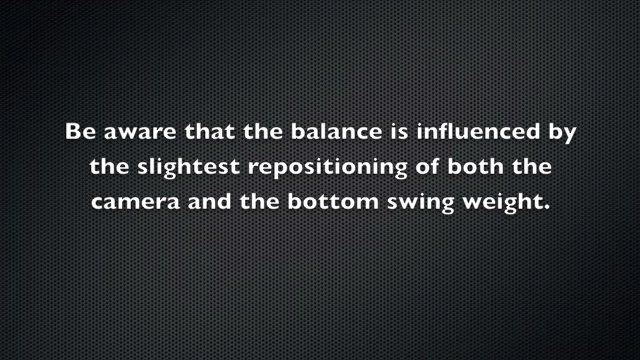 Be aware that the balance is influenced by
the slightest repositioning of both the
camera and the bottom swing weight.